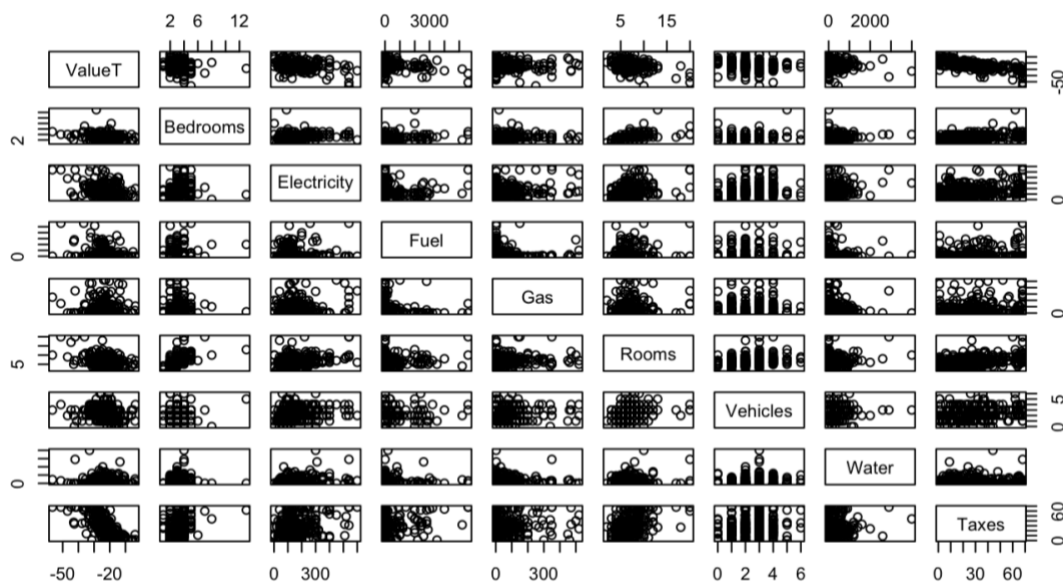 2 6 12 0 3000 5 15 0 2000
ValueT -50
2 Bedrooms
Electricity 0
0 Fuel
Gas 0
5 Rooms
Vehicles 0 5
0 Water
Taxes 0 60
-50 -20 0 300 0 300 0 2 4 6 0 60